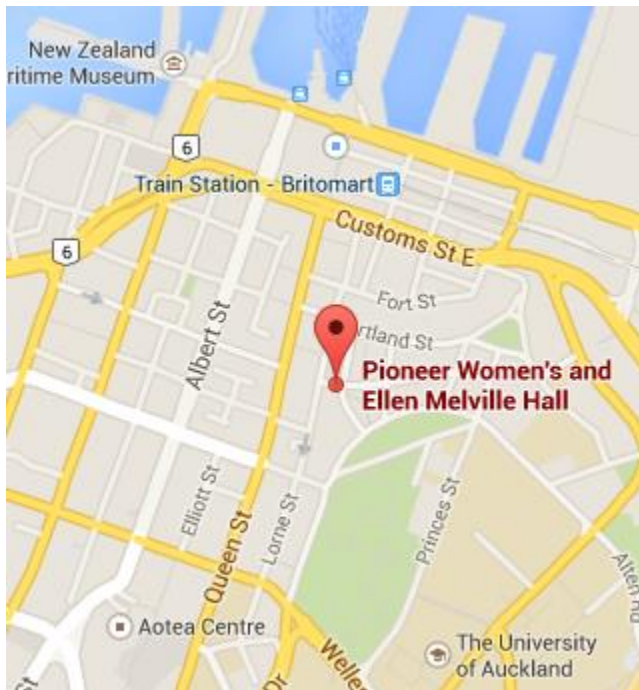 New Zealand
ritime Museum
6
Train Station - Britomart
6
Customs St E
Fort St
rtland St
Albert St
Pioneer Women's and
Ellen Melville Hall
Elliott St
Queen St
Lorne St
Princes St
Alten Rd
Aotea Centre
Welle
The University
of Auckland
Dr
St